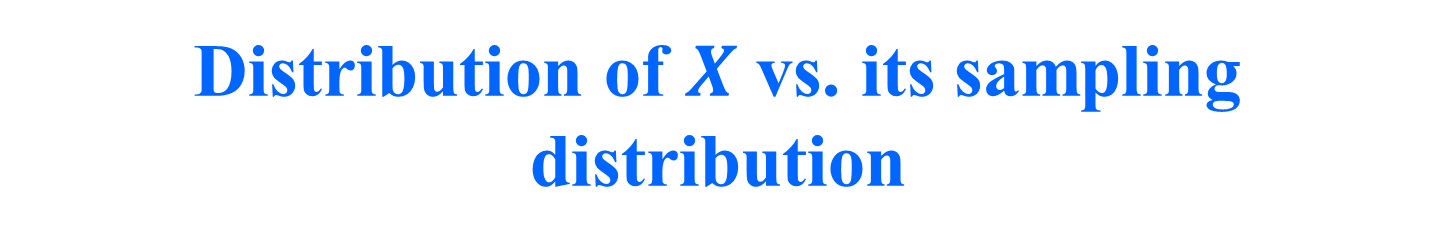 Distribution of X vs. its sampling
distribution